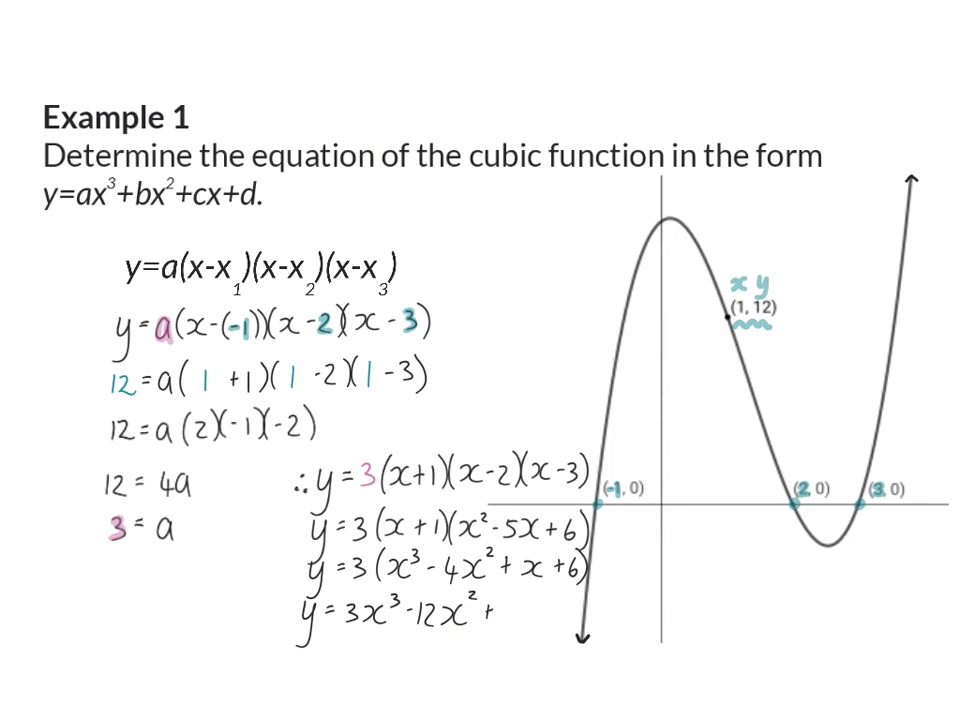 Example 1
Determine the equation of the cubic function in the form
y=ax³+bx²+cx+d.
y=a(x-x₁)(x-x₂)(x-x₃)
y=a(x-(-1))(x-2)(x-3)
12=a(1+1)(1-2)(1-3)
12=a(2)(-1)(-2)
12=4a
3=a
∴y=3(x+1)(x-2)(x-3)
y=3(x+1)(x²-5x+6)
y=3(x³-4x²+x+6)
y=3x³-12x²+
x y
(1, 12)
(-1, 0)
(2, 0)
(3, 0)